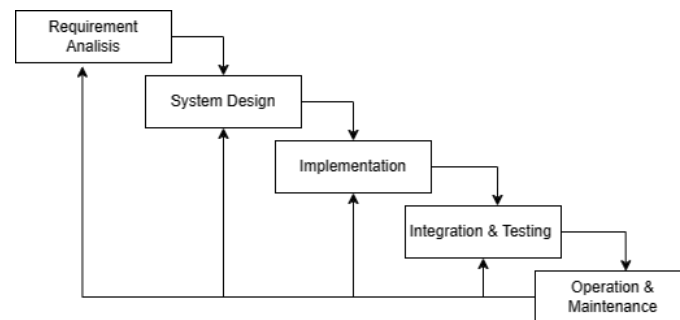 Requirement
Analisis
System Design
Implementation
Integration & Testing
Operation &
Maintenance